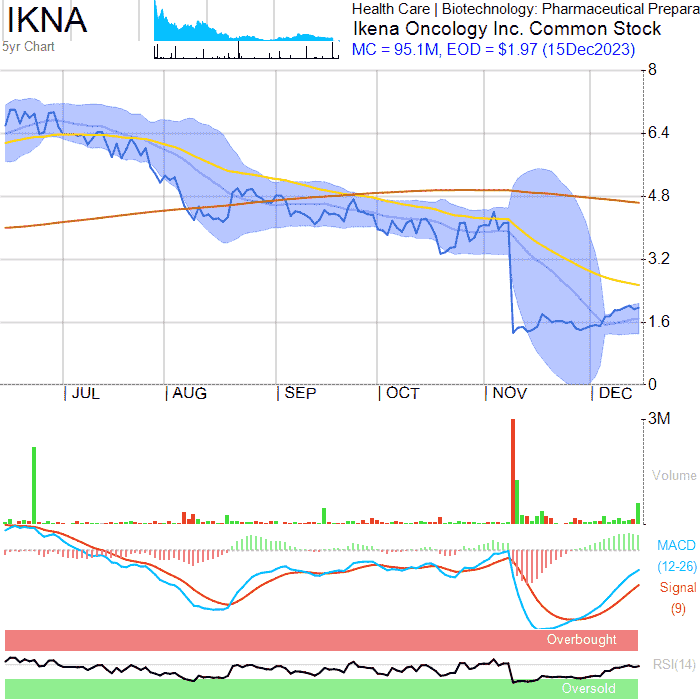 IKNA
5yr Chart
Health Care | Biotechnology: Pharmaceutical Prepara
Ikena Oncology Inc. Common Stock
MC = 95.1M, EOD = $1.97 (15Dec2023)
8
6.4
4.8
3.2
1.6
0
| JUL | AUG | SEP | OCT | NOV | DEC
3M
Volume
MACD
(12-26)
Signal
(9)
Overbought
RSI(14)
Oversold